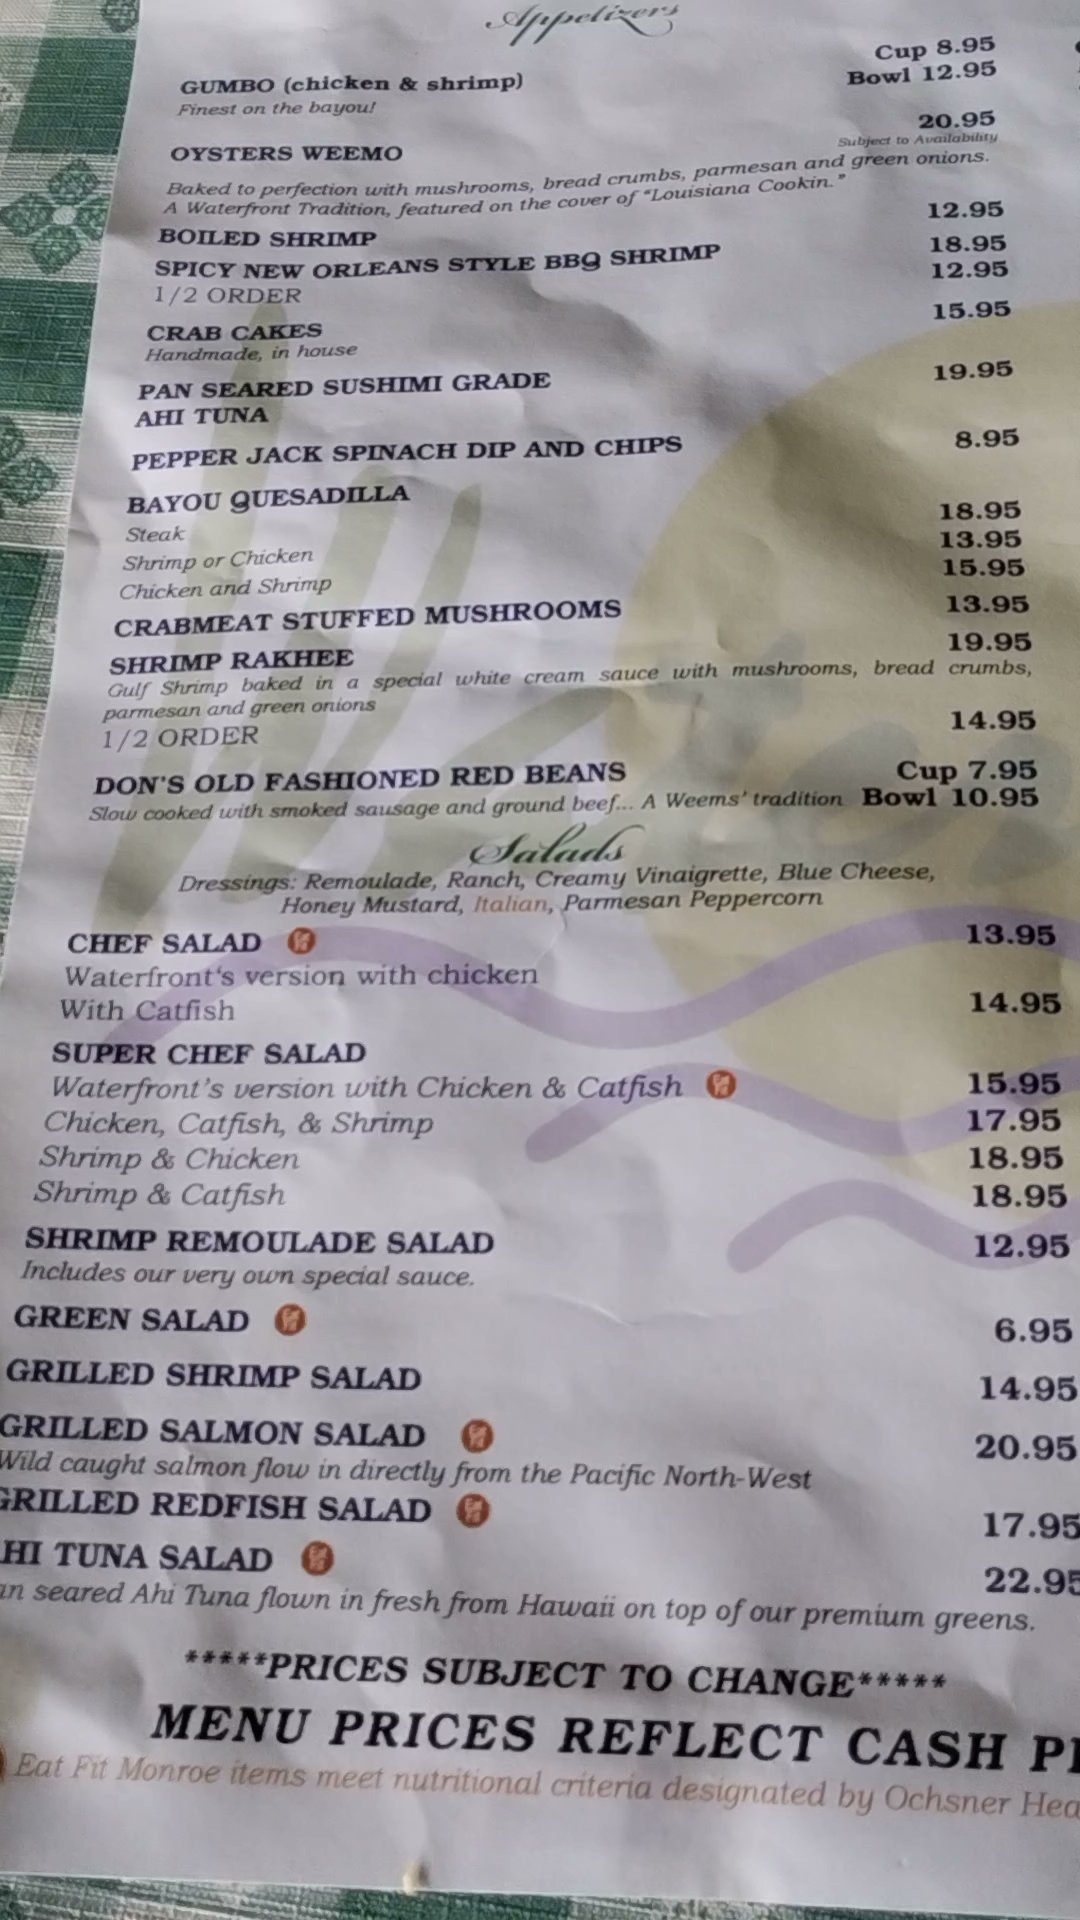 Appetizers
GUMBO (chicken & shrimp) Cup 8.95
Bowl 12.95
Finest on the bayou!
OYSTERS WEEMO 20.95
Subject to Availability
Baked to perfection with mushrooms, bread crumbs, parmesan and green onions.
A Waterfront Tradition, featured on the cover of "Louisiana Cookin."
BOILED SHRIMP 12.95
SPICY NEW ORLEANS STYLE BBQ SHRIMP 18.95
1/2 ORDER 12.95
CRAB CAKES 15.95
Handmade, in house
PAN SEARED SUSHIMI GRADE 19.95
AHI TUNA
PEPPER JACK SPINACH DIP AND CHIPS 8.95
BAYOU QUESADILLA
Steak 18.95
Shrimp or Chicken 13.95
Chicken and Shrimp 15.95
CRABMEAT STUFFED MUSHROOMS 13.95
SHRIMP RAKHEE 19.95
Gulf Shrimp baked in a special white cream sauce with mushrooms, bread crumbs,
parmesan and green onions
1/2 ORDER 14.95
DON'S OLD FASHIONED RED BEANS Cup 7.95
Slow cooked with smoked sausage and ground beef... A Weems' tradition Bowl 10.95
Salads
Dressings: Remoulade, Ranch, Creamy Vinaigrette, Blue Cheese,
Honey Mustard, Italian, Parmesan Peppercorn
CHEF SALAD 13.95
Waterfront's version with chicken
With Catfish 14.95
SUPER CHEF SALAD
Waterfront's version with Chicken & Catfish 15.95
Chicken, Catfish, & Shrimp 17.95
Shrimp & Chicken 18.95
Shrimp & Catfish 18.95
SHRIMP REMOULADE SALAD 12.95
Includes our very own special sauce.
GREEN SALAD 6.95
GRILLED SHRIMP SALAD 14.95
GRILLED SALMON SALAD 20.95
Wild caught salmon flow in directly from the Pacific North-West
GRILLED REDFISH SALAD 17.95
HI TUNA SALAD 22.95
an seared Ahi Tuna flown in fresh from Hawaii on top of our premium greens.
*****PRICES SUBJECT TO CHANGE*****
MENU PRICES REFLECT CASH
Eat Fit Monroe items meet nutritional criteria designated by Ochsner Hea